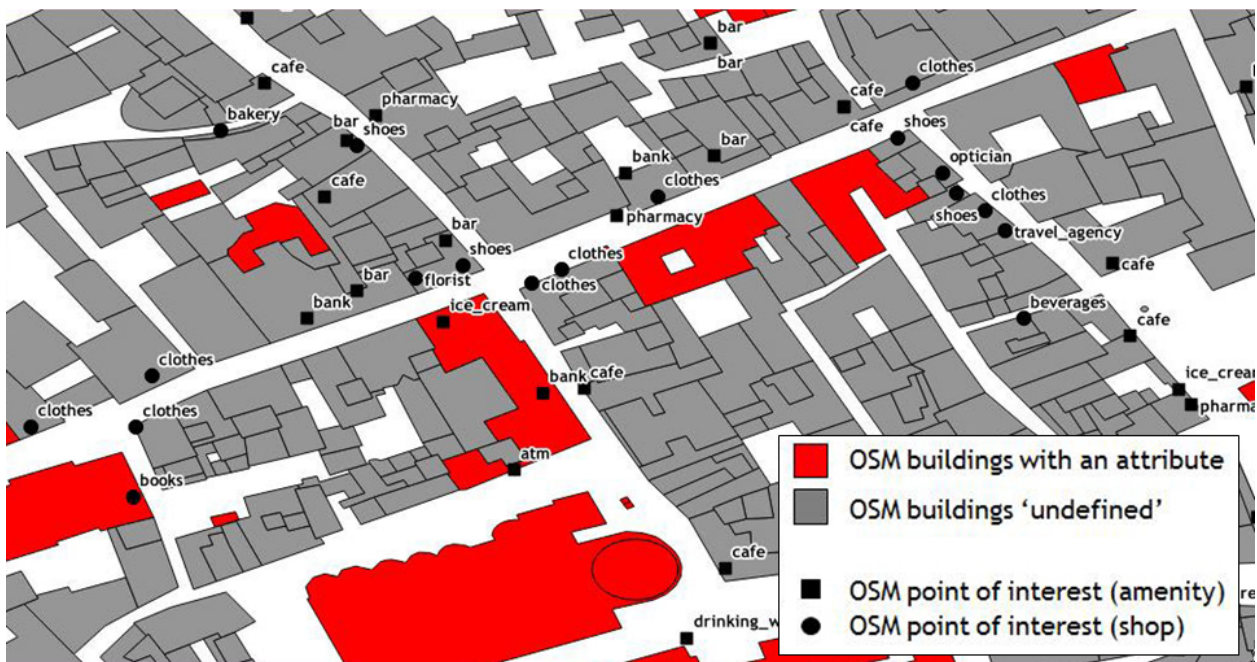 bar
bar
cafe
clothes
cafe
bakery
pharmacy
bar
shoes
cafe
shoes
bar
bank
optician
cafe
clothes
clothes
pharmacy
shoes
travel_agency
bar
shoes
clothes
cafe
bar
florist
clothes
bank
ice_cream
beverages
cafe
clothes
bank
cafe
ice_cream
clothes
clothes
atm
books
cafe
OSM buildings with an attribute
OSM buildings ‘undefined’
OSM point of interest (amenity)
OSM point of interest (shop)